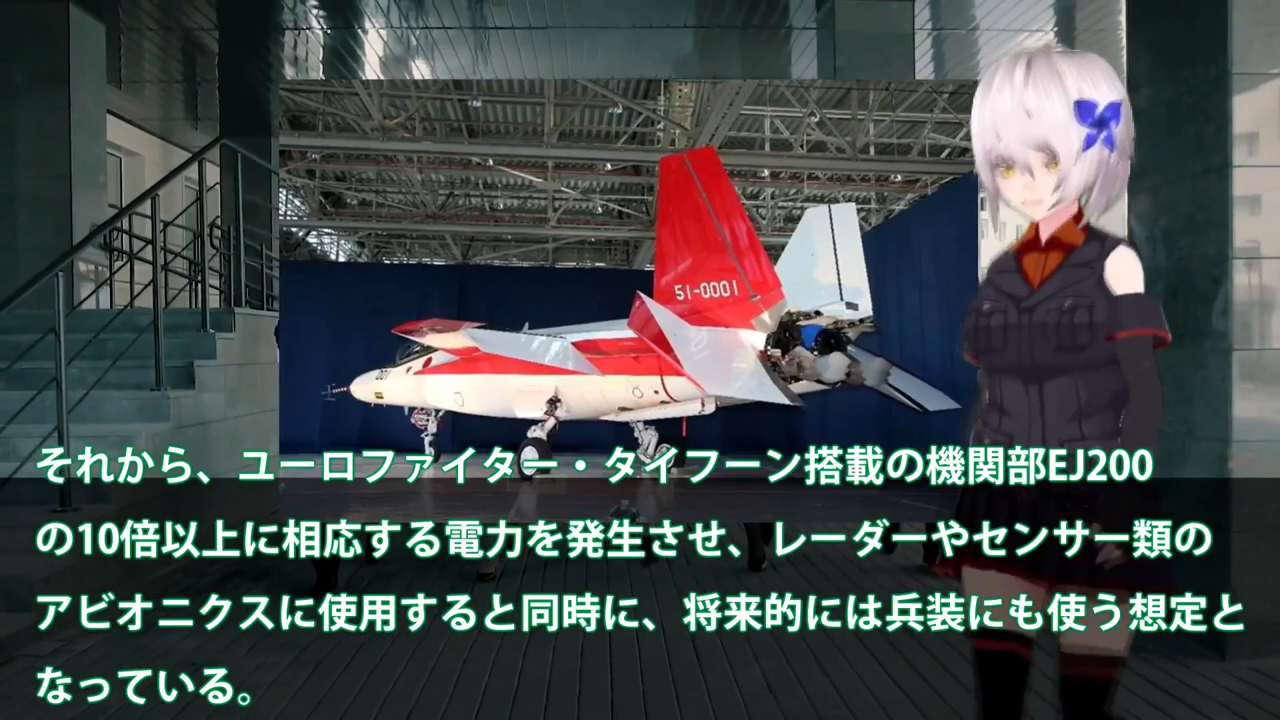 51-0001
それから、ユーロファイター・タイフーン搭載の機関部EJ200
の10倍以上に相応する電力を発生させ、レーダーやセンサー類の
アビオニクスに使用すると同時に、将来的には兵装にも使う想定と
なっている。